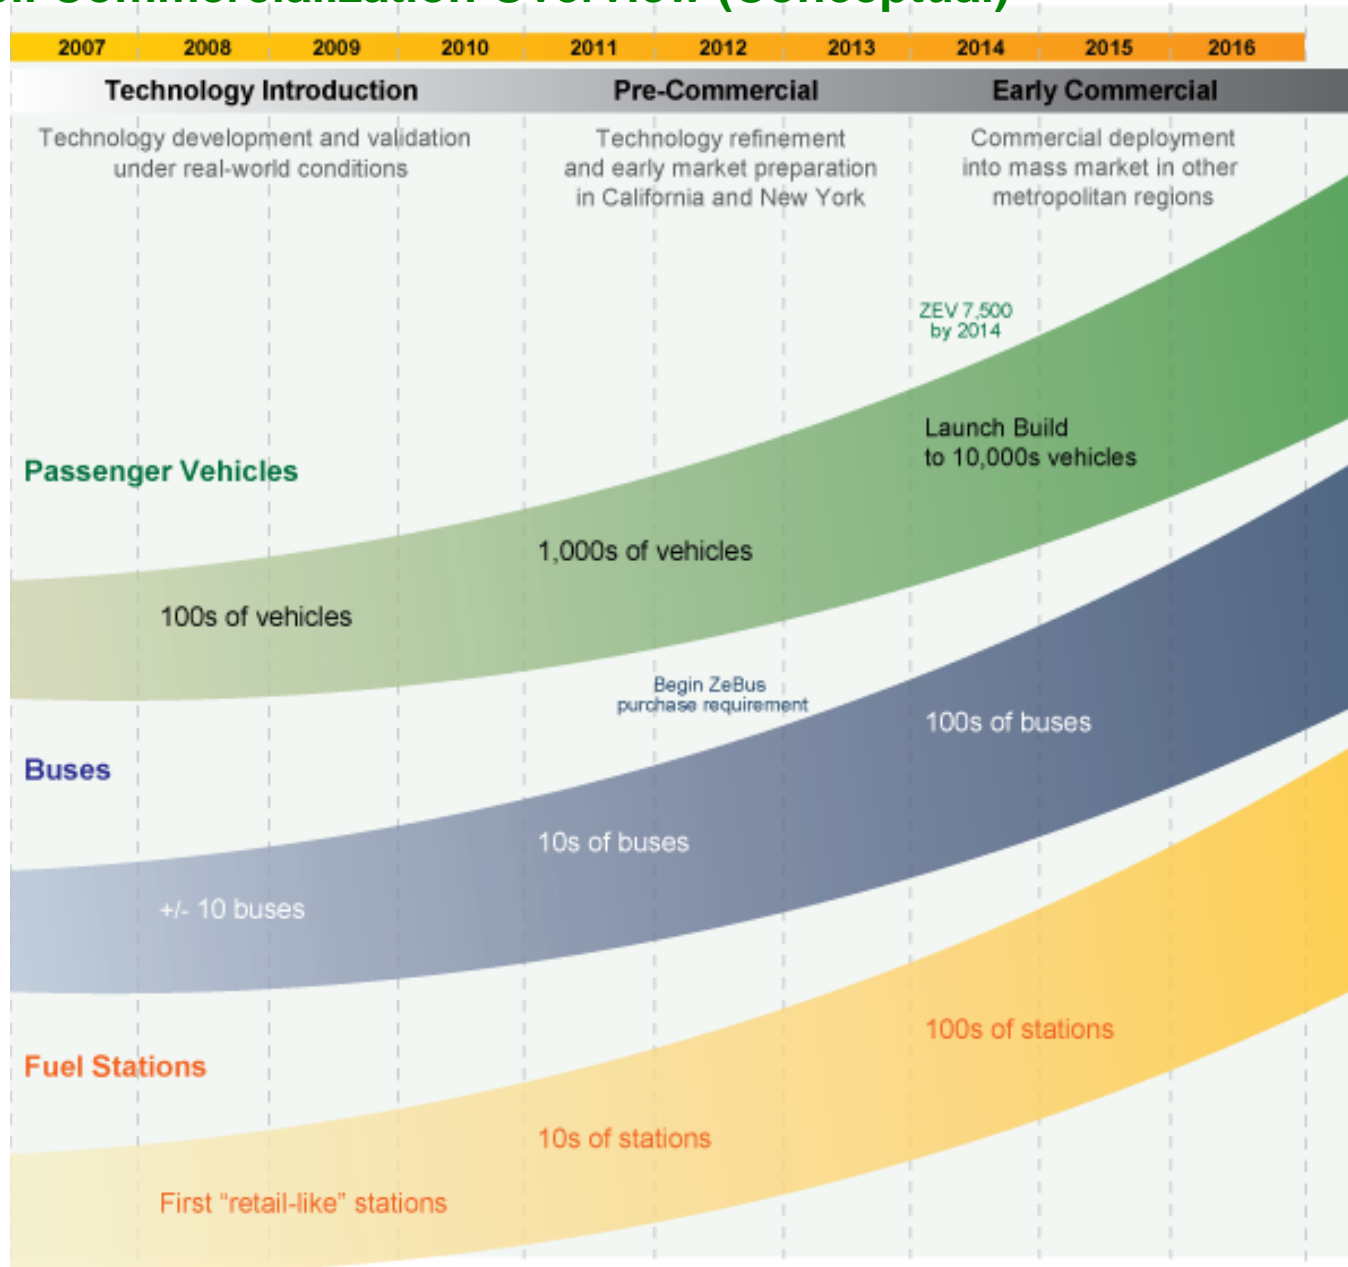 Commercialization Overview (Conceptual)
2007 2008 2009 2010 2011 2012 2013 2014 2015 2016
Technology Introduction Pre-Commercial Early Commercial
Technology development and validation
under real-world conditions
Technology refinement
and early market preparation
in California and New York
Commercial deployment
into mass market in other
metropolitan regions
ZEV 7,500
by 2014
Launch Build
to 10,000s vehicles
Passenger Vehicles
1,000s of vehicles
100s of vehicles
Begin ZeBus
purchase requirement
100s of buses
Buses
10s of buses
+/- 10 buses
100s of stations
Fuel Stations
10s of stations
First “retail-like” stations